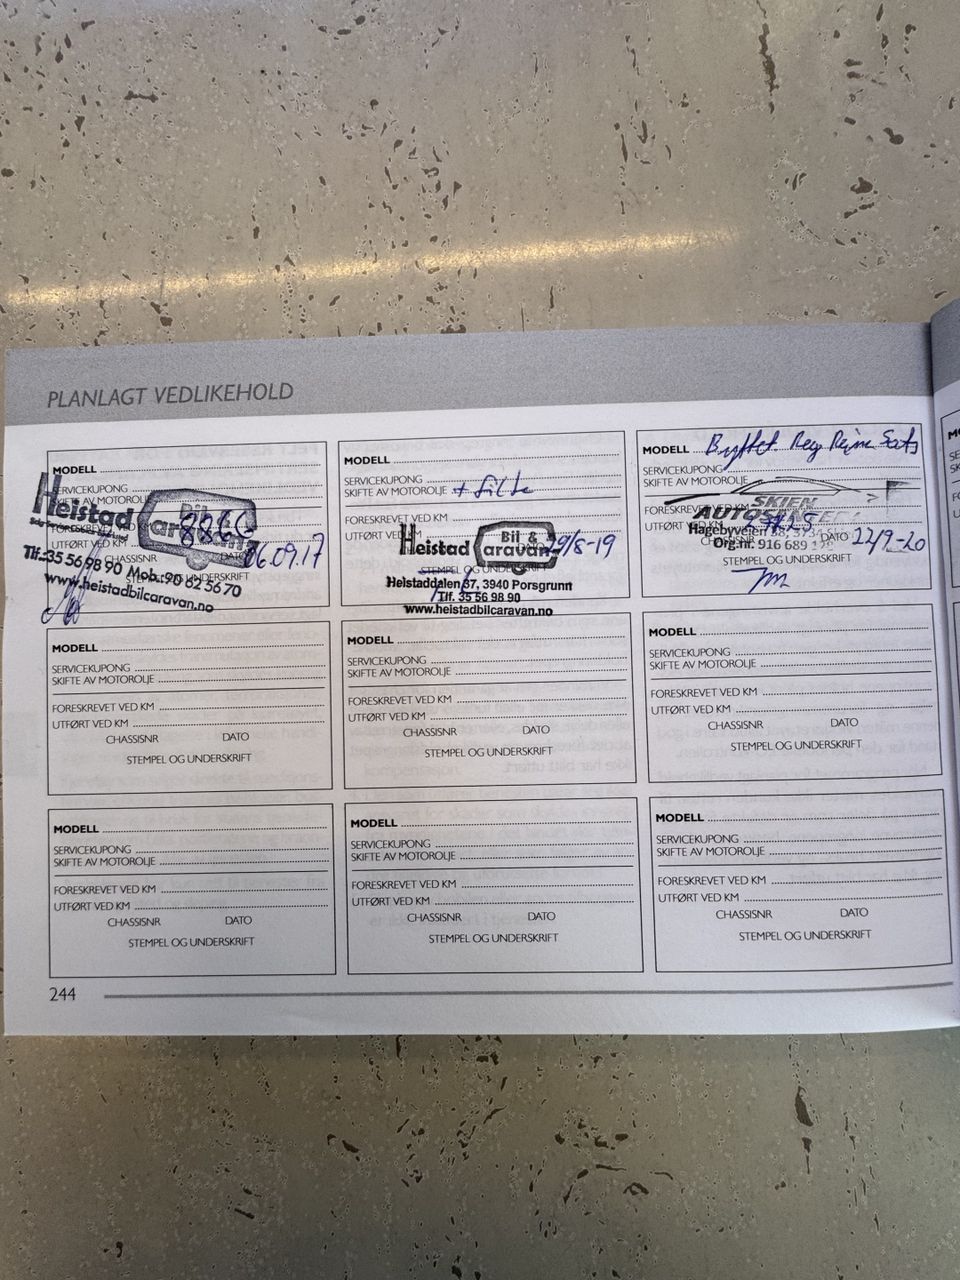 PLANLAGT VEDLIKEHOLD
MODELL
SERVICEKUPONG
SKIFTE AV MOTOROLJE
Heistad
Bil &
Caravan
8860
UTFØRT VED KM
CHASSISNR
DATO
06.09.17
Tlf. 35 56 98 90 Mob.: 90 62 56 70
UNDERSKRIFT
www.heistadbilcaravan.no
MODELL
SERVICEKUPONG
SKIFTE AV MOTOROLJE + filter
FORESKREVET VED KM
UTFØRT VED KM
Heistad
Bil &
Caravan
9/8-19
STEMPEL OG UNDERSKRIFT
Heistaddalen 37, 3940 Porsgrunn
Tlf. 35 56 98 90
www.heistadbilcaravan.no
MODELL Byttet Reg Reim Sats
SERVICEKUPONG
SKIFTE AV MOTOROLJE
SKIEN
FORESKREVET VED KM
UTFØRT VED KM
Hagebyveien
Org.nr. 916 689
DATO 22/9-20
STEMPEL OG UNDERSKRIFT
MODELL
SERVICEKUPONG
SKIFTE AV MOTOROLJE
FORESKREVET VED KM
UTFØRT VED KM
CHASSISNR DATO
STEMPEL OG UNDERSKRIFT
MODELL
SERVICEKUPONG
SKIFTE AV MOTOROLJE
FORESKREVET VED KM
UTFØRT VED KM
CHASSISNR DATO
STEMPEL OG UNDERSKRIFT
MODELL
SERVICEKUPONG
SKIFTE AV MOTOROLJE
FORESKREVET VED KM
UTFØRT VED KM
CHASSISNR DATO
STEMPEL OG UNDERSKRIFT
MODELL
SERVICEKUPONG
SKIFTE AV MOTOROLJE
FORESKREVET VED KM
UTFØRT VED KM
CHASSISNR DATO
STEMPEL OG UNDERSKRIFT
MODELL
SERVICEKUPONG
SKIFTE AV MOTOROLJE
FORESKREVET VED KM
UTFØRT VED KM
CHASSISNR DATO
STEMPEL OG UNDERSKRIFT
MODELL
SERVICEKUPONG
SKIFTE AV MOTOROLJE
FORESKREVET VED KM
UTFØRT VED KM
CHASSISNR DATO
STEMPEL OG UNDERSKRIFT
244